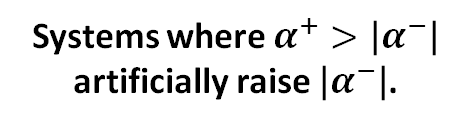 Systems where α⁺ > |α⁻|
artificially raise |α⁻|.